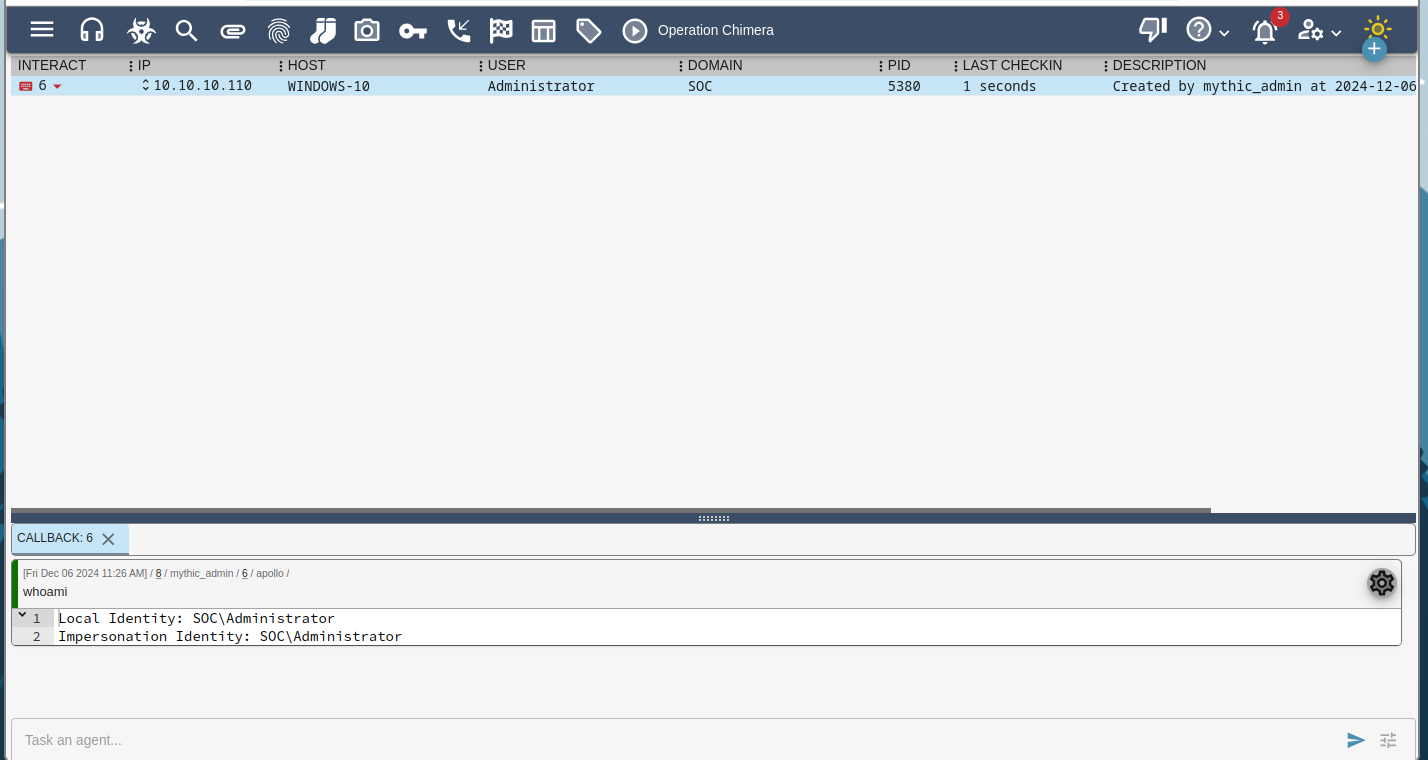 Operation Chimera
3
INTERACT IP HOST USER DOMAIN PID LAST CHECKIN DESCRIPTION
6 10.10.10.110 WINDOWS-10 Administrator SOC 5380 1 seconds Created by mythic_admin at 2024-12-06
CALLBACK: 6
[Fri Dec 06 2024 11:26 AM] / 8 / mythic_admin / 6 / apollo /
whoami
1 Local Identity: SOC\Administrator
2 Impersonation Identity: SOC\Administrator
Task an agent...